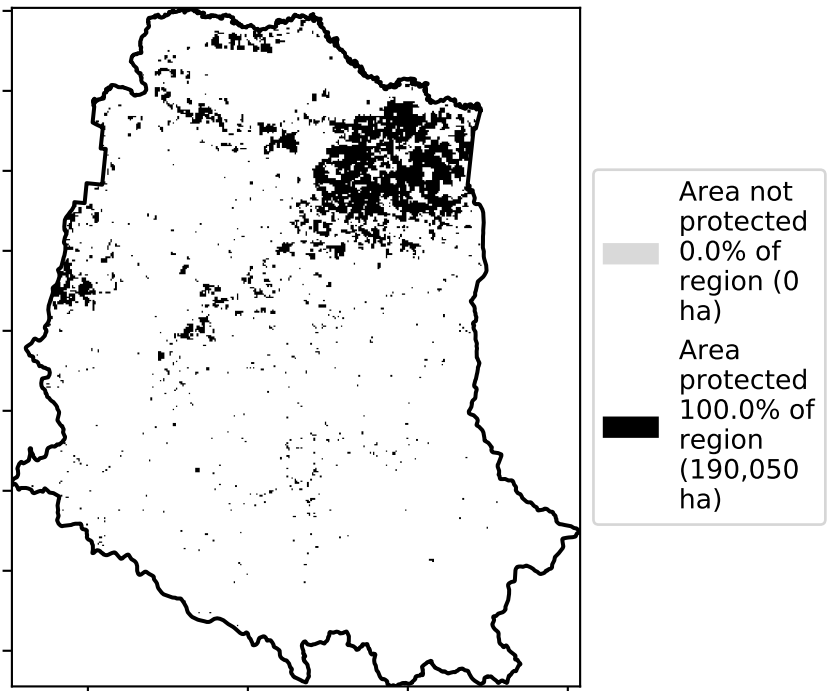 Area not
protected
0.0% of
region (0
ha)
Area
protected
100.0% of
region
(190,050
ha)